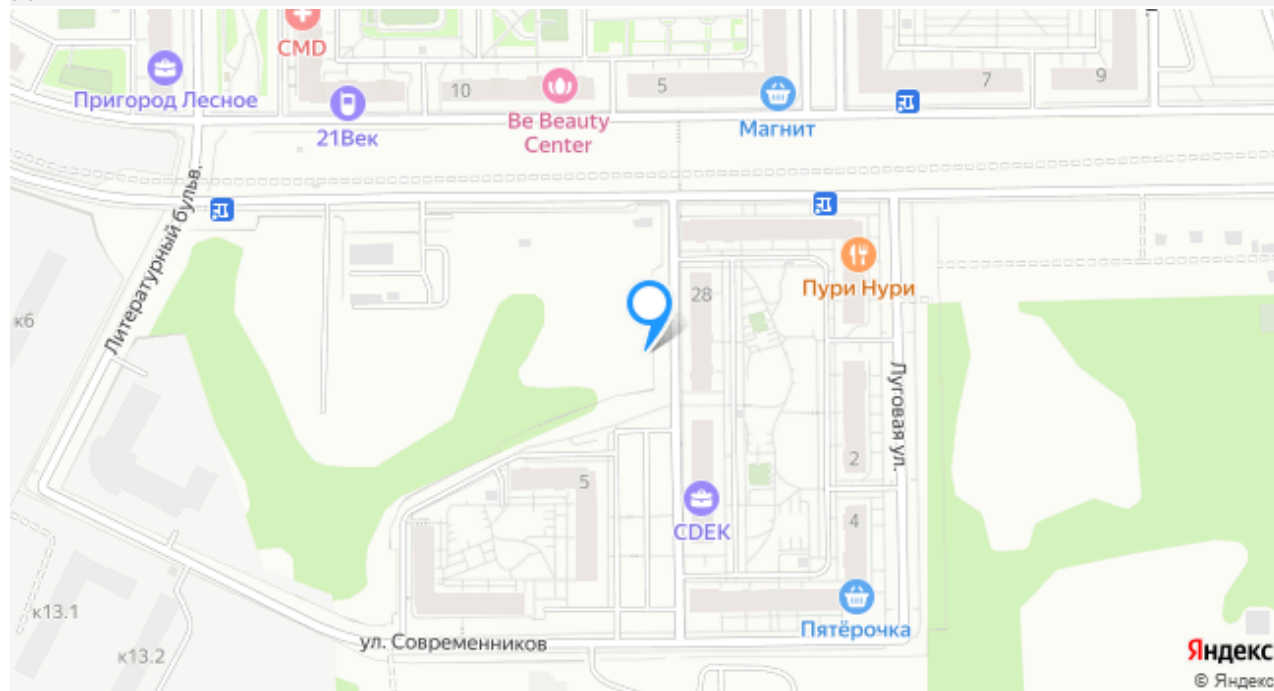 CMD
Пригород Лесное
21Век
10
Be Beauty
Center
5
Магнит
7
9
Литературный бульв.
к6
28
Пури Нури
Луговая ул.
2
5
CDEK
4
Пятёрочка
к13.1
к13.2
ул. Современников
Яндекс
© Яндекс